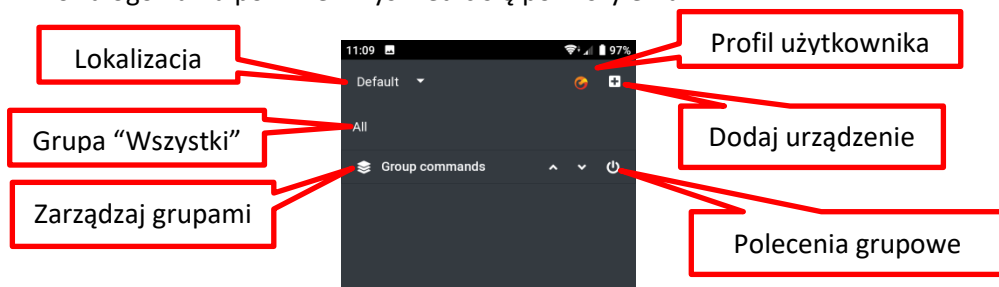 Lokalizacja
11:09
97%
Profil użytkownika
Default
Grupa “Wszystki”
All
Dodaj urządzenie
Group commands
Zarządzaj grupami
Polecenia grupowe